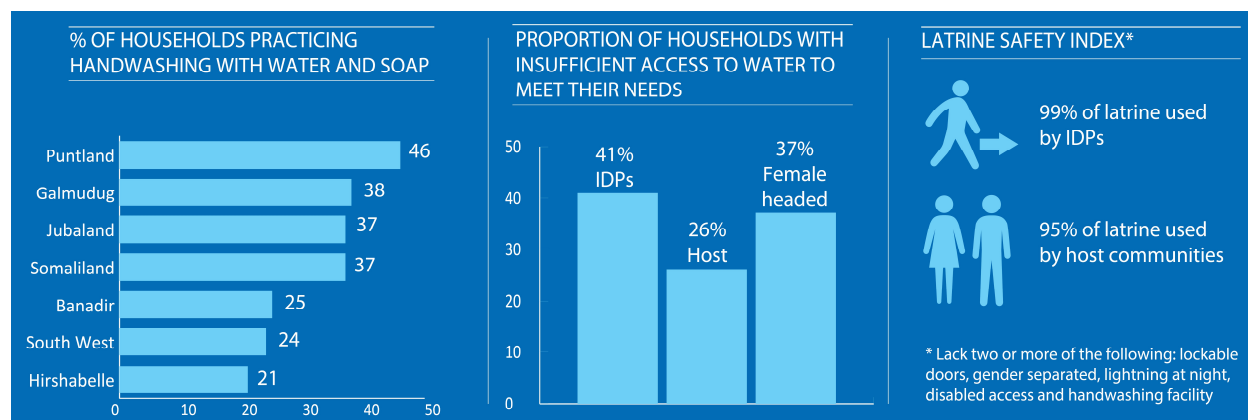 % OF HOUSEHOLDS PRACTICING
HANDWASHING WITH WATER AND SOAP
Puntland 46
Galmudug 38
Jubaland 37
Somaliland 37
Banadir 25
South West 24
Hirshabelle 21
0 10 20 30 40 50
PROPORTION OF HOUSEHOLDS WITH
INSUFFICIENT ACCESS TO WATER TO
MEET THEIR NEEDS
50
40
30
20
10
0
41%
IDPs
26%
Host
37%
Female
headed
LATRINE SAFETY INDEX*
99% of latrine used
by IDPs
95% of latrine used
by host communities
* Lack two or more of the following: lockable
doors, gender separated, lightning at night,
disabled access and handwashing facility